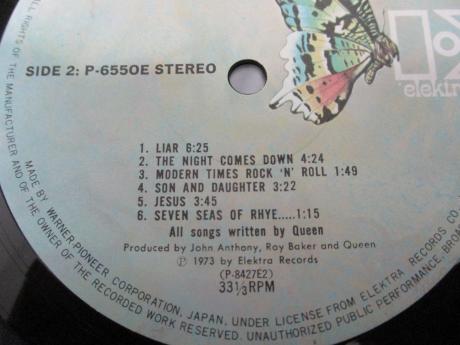 elektra
SIDE 2: P-6550E STEREO
1. LIAR 6:25
2. THE NIGHT COMES DOWN 4:24
3. MODERN TIMES ROCK 'N' ROLL 1:49
4. SON AND DAUGHTER 3:22
5. JESUS 3:45
6. SEVEN SEAS OF RHYE.....1:15
All songs written by Queen
Produced by John Anthony, Roy Baker and Queen
Ⓟ 1973 by Elektra Records
(P-8427E2)
33⅓RPM
ALL RIGHTS OF THE MANUFACTURER AND OF THE OWNER OF THE RECORDED WORK RESERVED. UNAUTHORIZED PUBLIC PERFORMANCE,
MADE BY WARNER-PIONEER CORPORATION, JAPAN, UNDER LICENSE FROM ELEKTRA RECORDS CO.